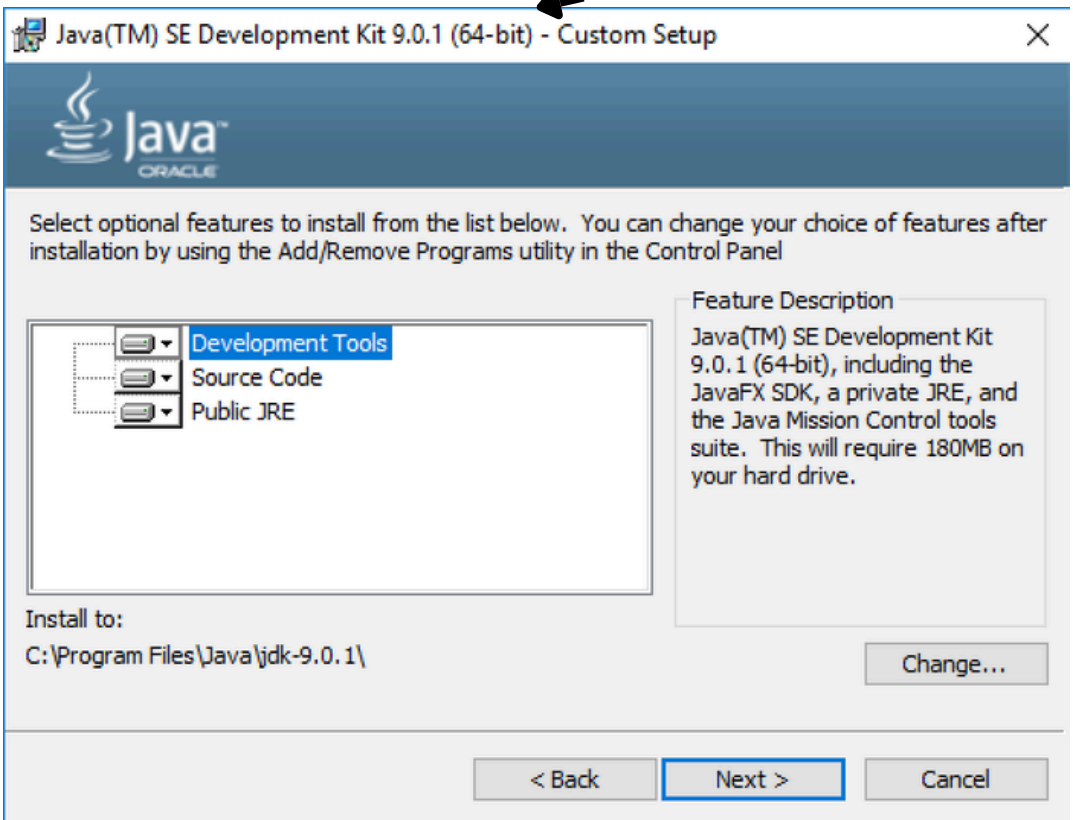 Java(TM) SE Development Kit 9.0.1 (64-bit) - Custom Setup
Java™
ORACLE
Select optional features to install from the list below.  You can change your choice of features after
installation by using the Add/Remove Programs utility in the Control Panel
Development Tools
Source Code
Public JRE
Feature Description
Java(TM) SE Development Kit
9.0.1 (64-bit), including the
JavaFX SDK, a private JRE, and
the Java Mission Control tools
suite.  This will require 180MB on
your hard drive.
Install to:
C:\Program Files\Java\jdk-9.0.1\
Change...
< Back
Next >
Cancel